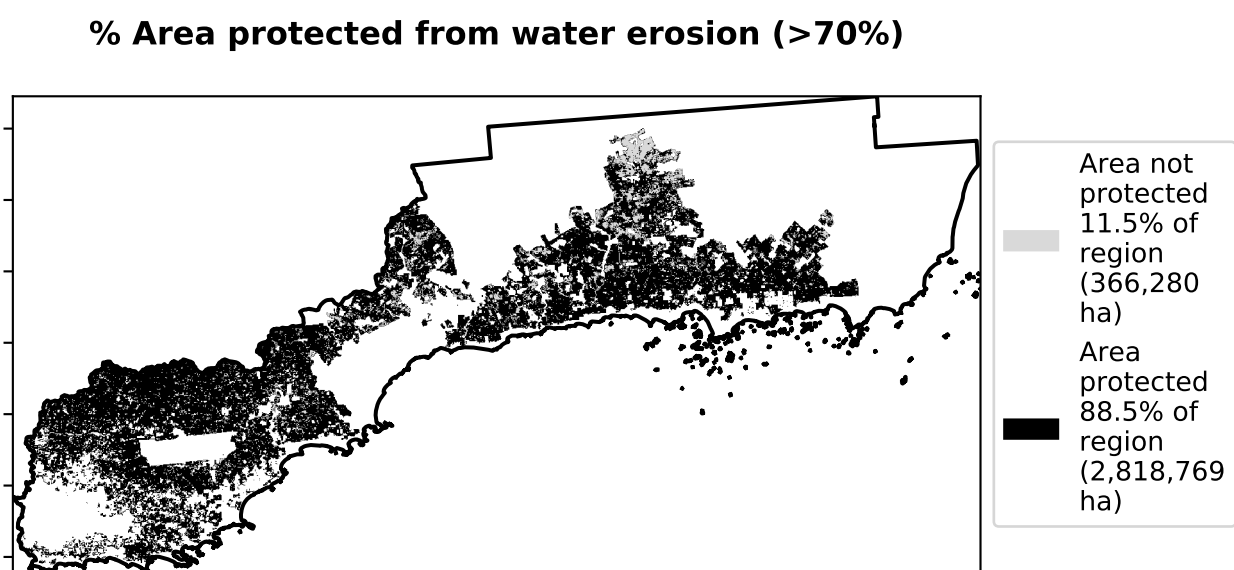 % Area protected from water erosion (>70%)
Area not
protected
11.5% of
region
(366,280
ha)
Area
protected
88.5% of
region
(2,818,769
ha)